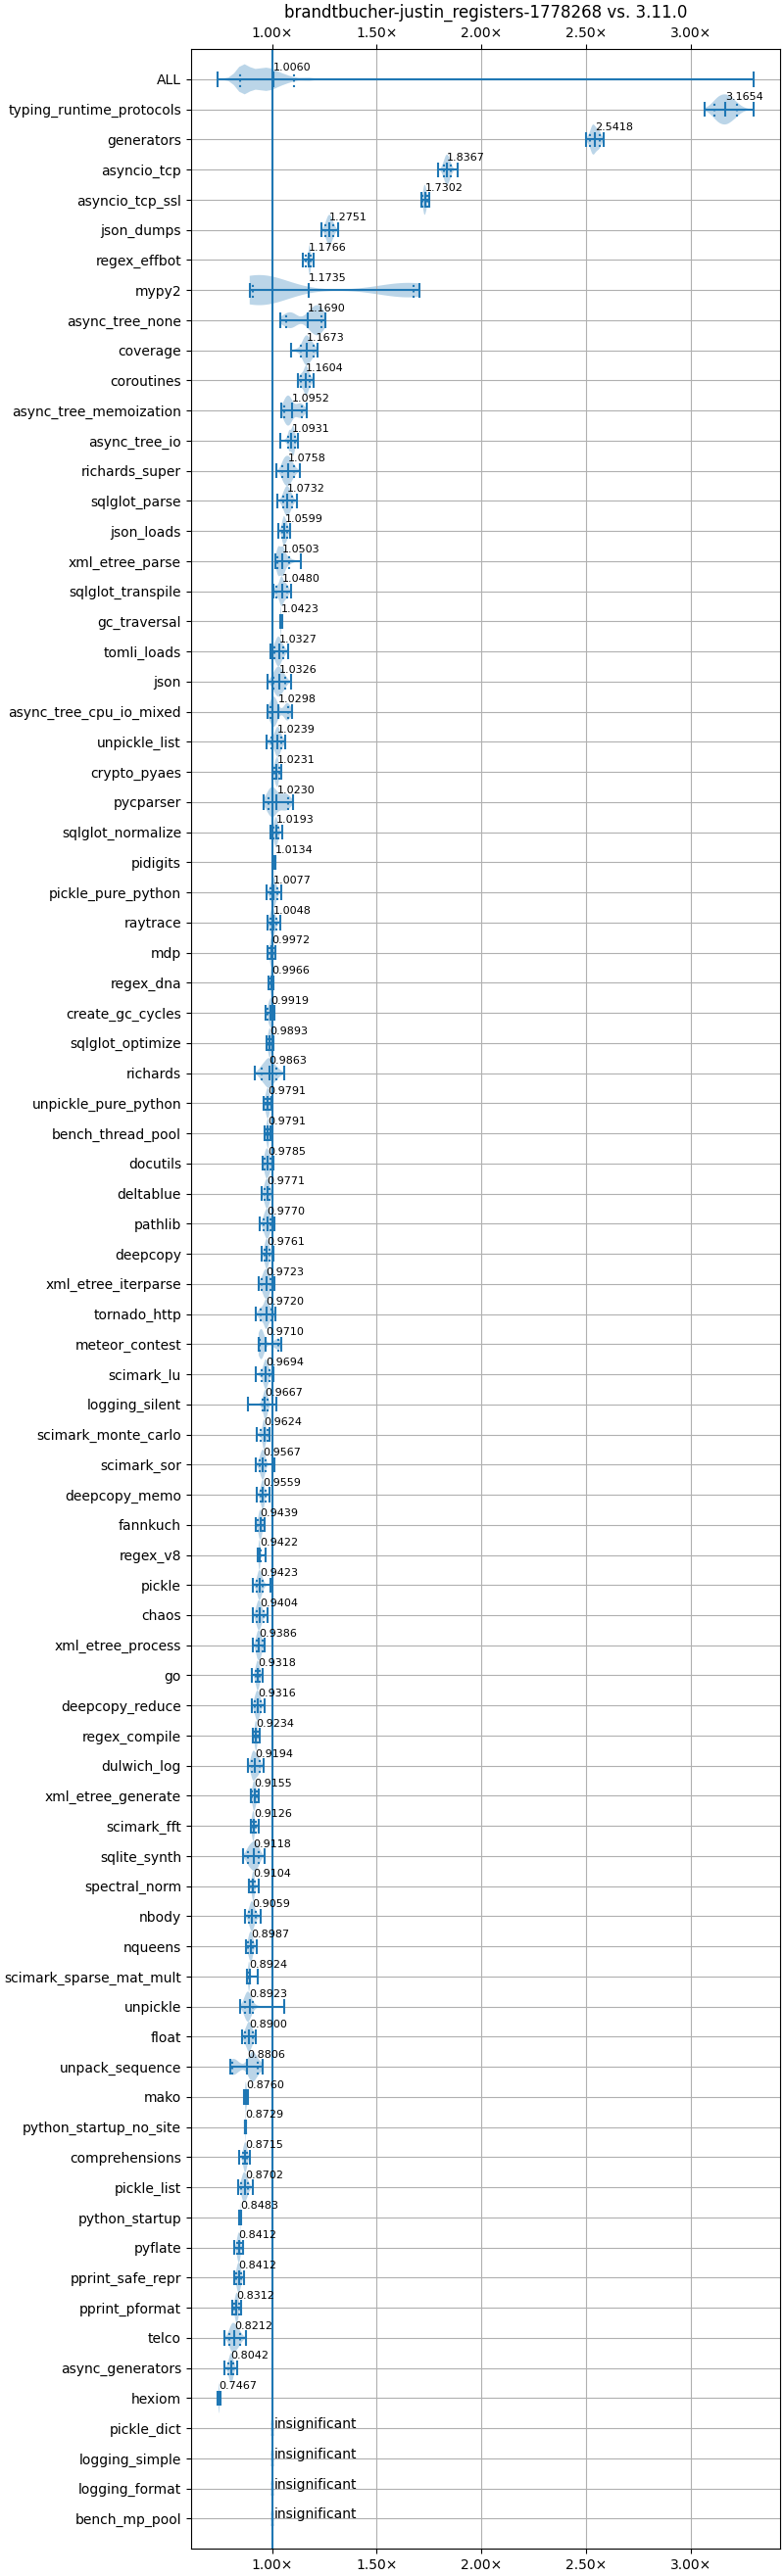 brandtbucher-justin_registers-1778268 vs. 3.11.0
1.00× 1.50× 2.00× 2.50× 3.00×
ALL 1.0060
typing_runtime_protocols 3.1654
generators 2.5418
asyncio_tcp 1.8367
asyncio_tcp_ssl 1.7302
json_dumps 1.2751
regex_effbot 1.1766
mypy2 1.1735
async_tree_none 1.1690
coverage 1.1673
coroutines 1.1604
async_tree_memoization 1.0952
async_tree_io 1.0931
richards_super 1.0758
sqlglot_parse 1.0732
json_loads 1.0599
xml_etree_parse 1.0503
sqlglot_transpile 1.0480
gc_traversal 1.0423
tomli_loads 1.0327
json 1.0326
async_tree_cpu_io_mixed 1.0298
unpickle_list 1.0239
crypto_pyaes 1.0231
pycparser 1.0230
sqlglot_normalize 1.0193
pidigits 1.0134
pickle_pure_python 1.0077
raytrace 1.0048
mdp 0.9972
regex_dna 0.9966
create_gc_cycles 0.9919
sqlglot_optimize 0.9893
richards 0.9863
unpickle_pure_python 0.9791
bench_thread_pool 0.9791
docutils 0.9785
deltablue 0.9771
pathlib 0.9770
deepcopy 0.9761
xml_etree_iterparse 0.9723
tornado_http 0.9720
meteor_contest 0.9710
scimark_lu 0.9694
logging_silent 0.9667
scimark_monte_carlo 0.9624
scimark_sor 0.9567
deepcopy_memo 0.9559
fannkuch 0.9439
regex_v8 0.9422
pickle 0.9423
chaos 0.9404
xml_etree_process 0.9386
go 0.9318
deepcopy_reduce 0.9316
regex_compile 0.9234
dulwich_log 0.9194
xml_etree_generate 0.9155
scimark_fft 0.9126
sqlite_synth 0.9118
spectral_norm 0.9104
nbody 0.9059
nqueens 0.8987
scimark_sparse_mat_mult 0.8924
unpickle 0.8923
float 0.8900
unpack_sequence 0.8806
mako 0.8760
python_startup_no_site 0.8729
comprehensions 0.8715
pickle_list 0.8702
python_startup 0.8483
pyflate 0.8412
pprint_safe_repr 0.8412
pprint_pformat 0.8312
telco 0.8212
async_generators 0.8042
hexiom 0.7467
pickle_dict insignificant
logging_simple insignificant
logging_format insignificant
bench_mp_pool insignificant
1.00× 1.50× 2.00× 2.50× 3.00×